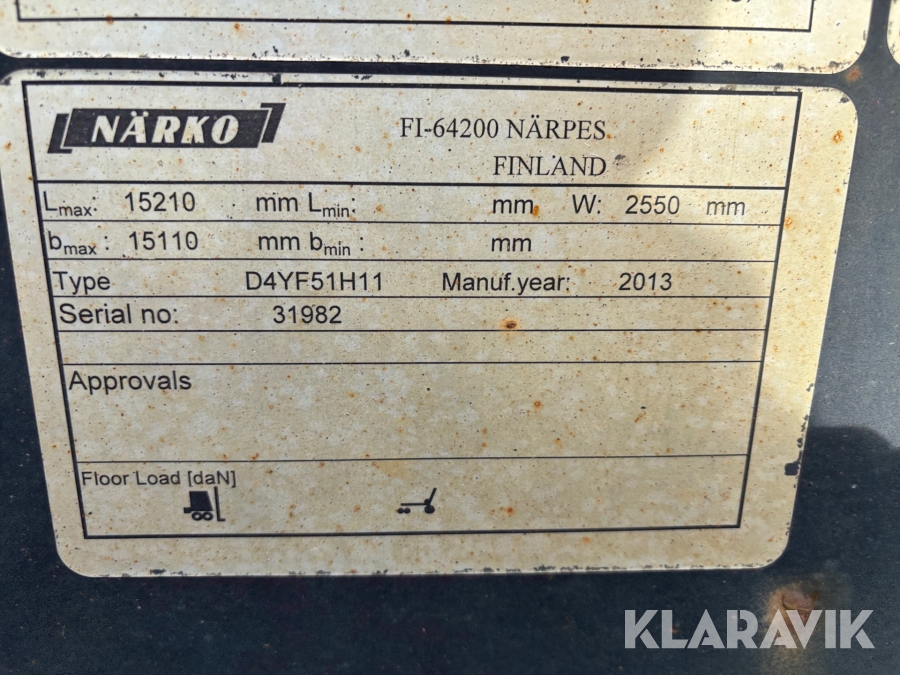 NÄRKO
FI-64200 NÄRPES
FINLAND
Lmax: 15210 mm Lmin: mm W: 2550 mm
bmax : 15110 mm bmin : mm
Type D4YF51H11 Manuf.year: 2013
Serial no: 31982
Approvals
Floor Load [daN]
KLARAVIK